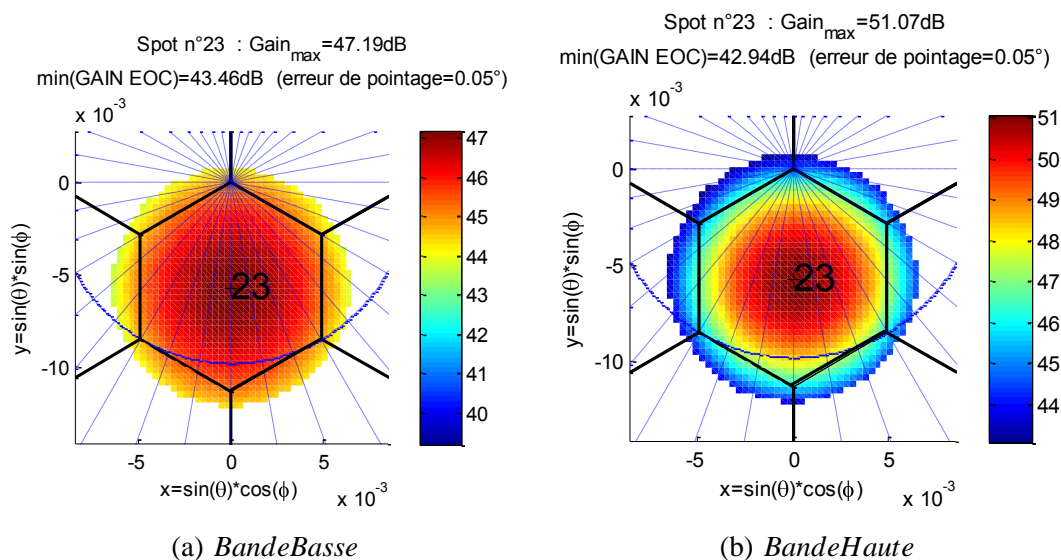 Spot n°23 : Gain_max=47.19dB
min(GAIN EOC)=43.46dB (erreur de pointage=0.05°)
x 10^-3
0
-5
-10
y=sin(θ)*sin(ϕ)
23
-5 0 5
x=sin(θ)*cos(ϕ)
x 10^-3
47
46
45
44
43
42
41
40
(a) BandeBasse
Spot n°23 : Gain_max=51.07dB
min(GAIN EOC)=42.94dB (erreur de pointage=0.05°)
x 10^-3
0
-5
-10
y=sin(θ)*sin(ϕ)
23
-5 0 5
x=sin(θ)*cos(ϕ)
x 10^-3
51
50
49
48
47
46
45
44
(b) BandeHaute